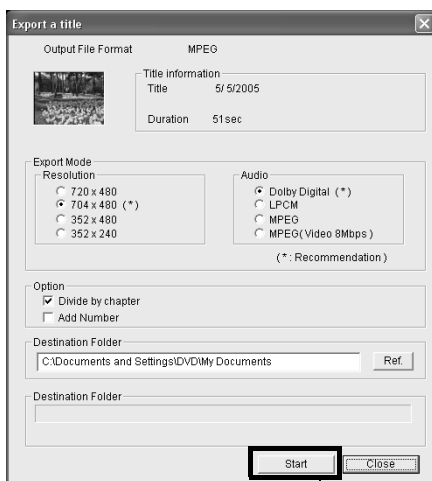 Export a title
Output File Format MPEG
Title information
Title 5/ 5/2005
Duration 51sec
Export Mode
Resolution
720 x 480
704 x 480 (*)
352 x 480
352 x 240
Audio
Dolby Digital (*)
LPCM
MPEG
MPEG(Video 8Mbps)
(*: Recommendation)
Option
Divide by chapter
Add Number
Destination Folder
C:\Documents and Settings\DVD\My Documents Ref.
Destination Folder
Start Close